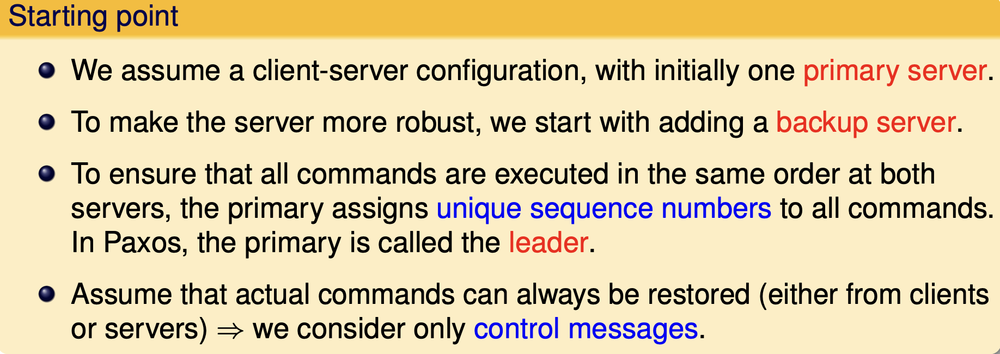 Starting point
We assume a client-server configuration, with initially one primary server.
To make the server more robust, we start with adding a backup server.
To ensure that all commands are executed in the same order at both
servers, the primary assigns unique sequence numbers to all commands.
In Paxos, the primary is called the leader.
Assume that actual commands can always be restored (either from clients
or servers) ⇒ we consider only control messages.